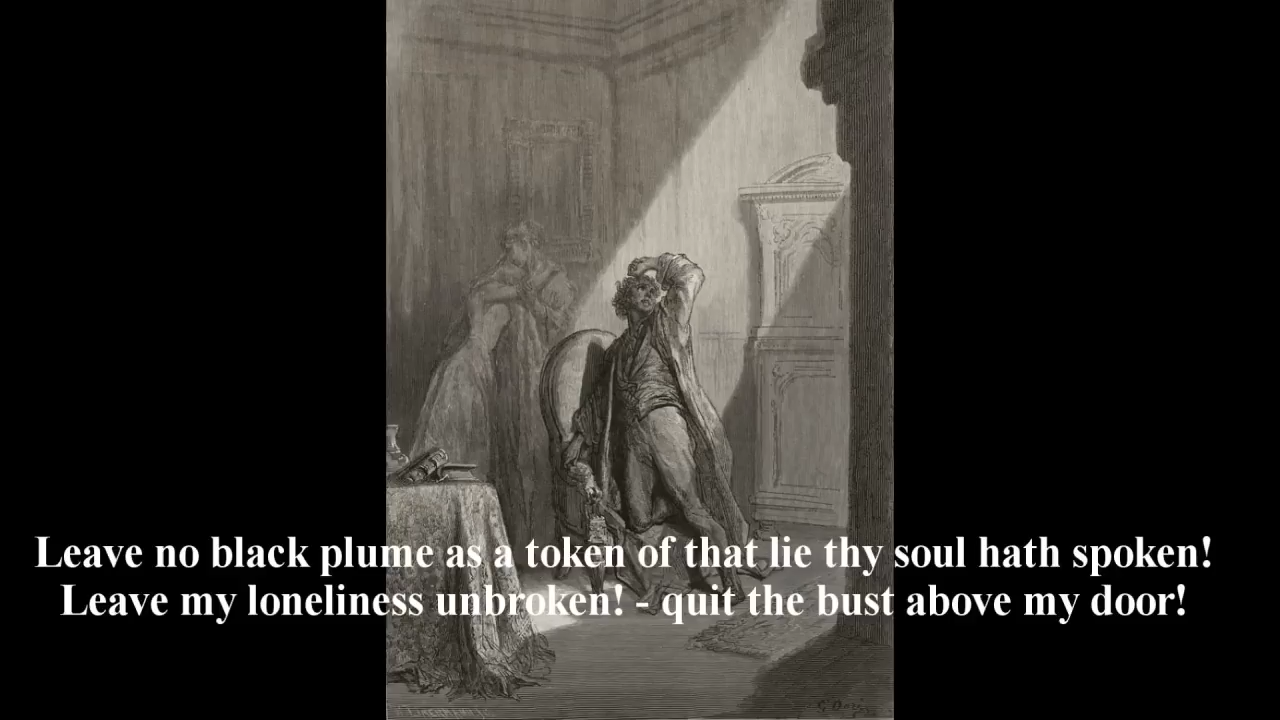 Leave no black plume as a token of that lie thy soul hath spoken!
Leave my loneliness unbroken! - quit the bust above my door!
G. Doré